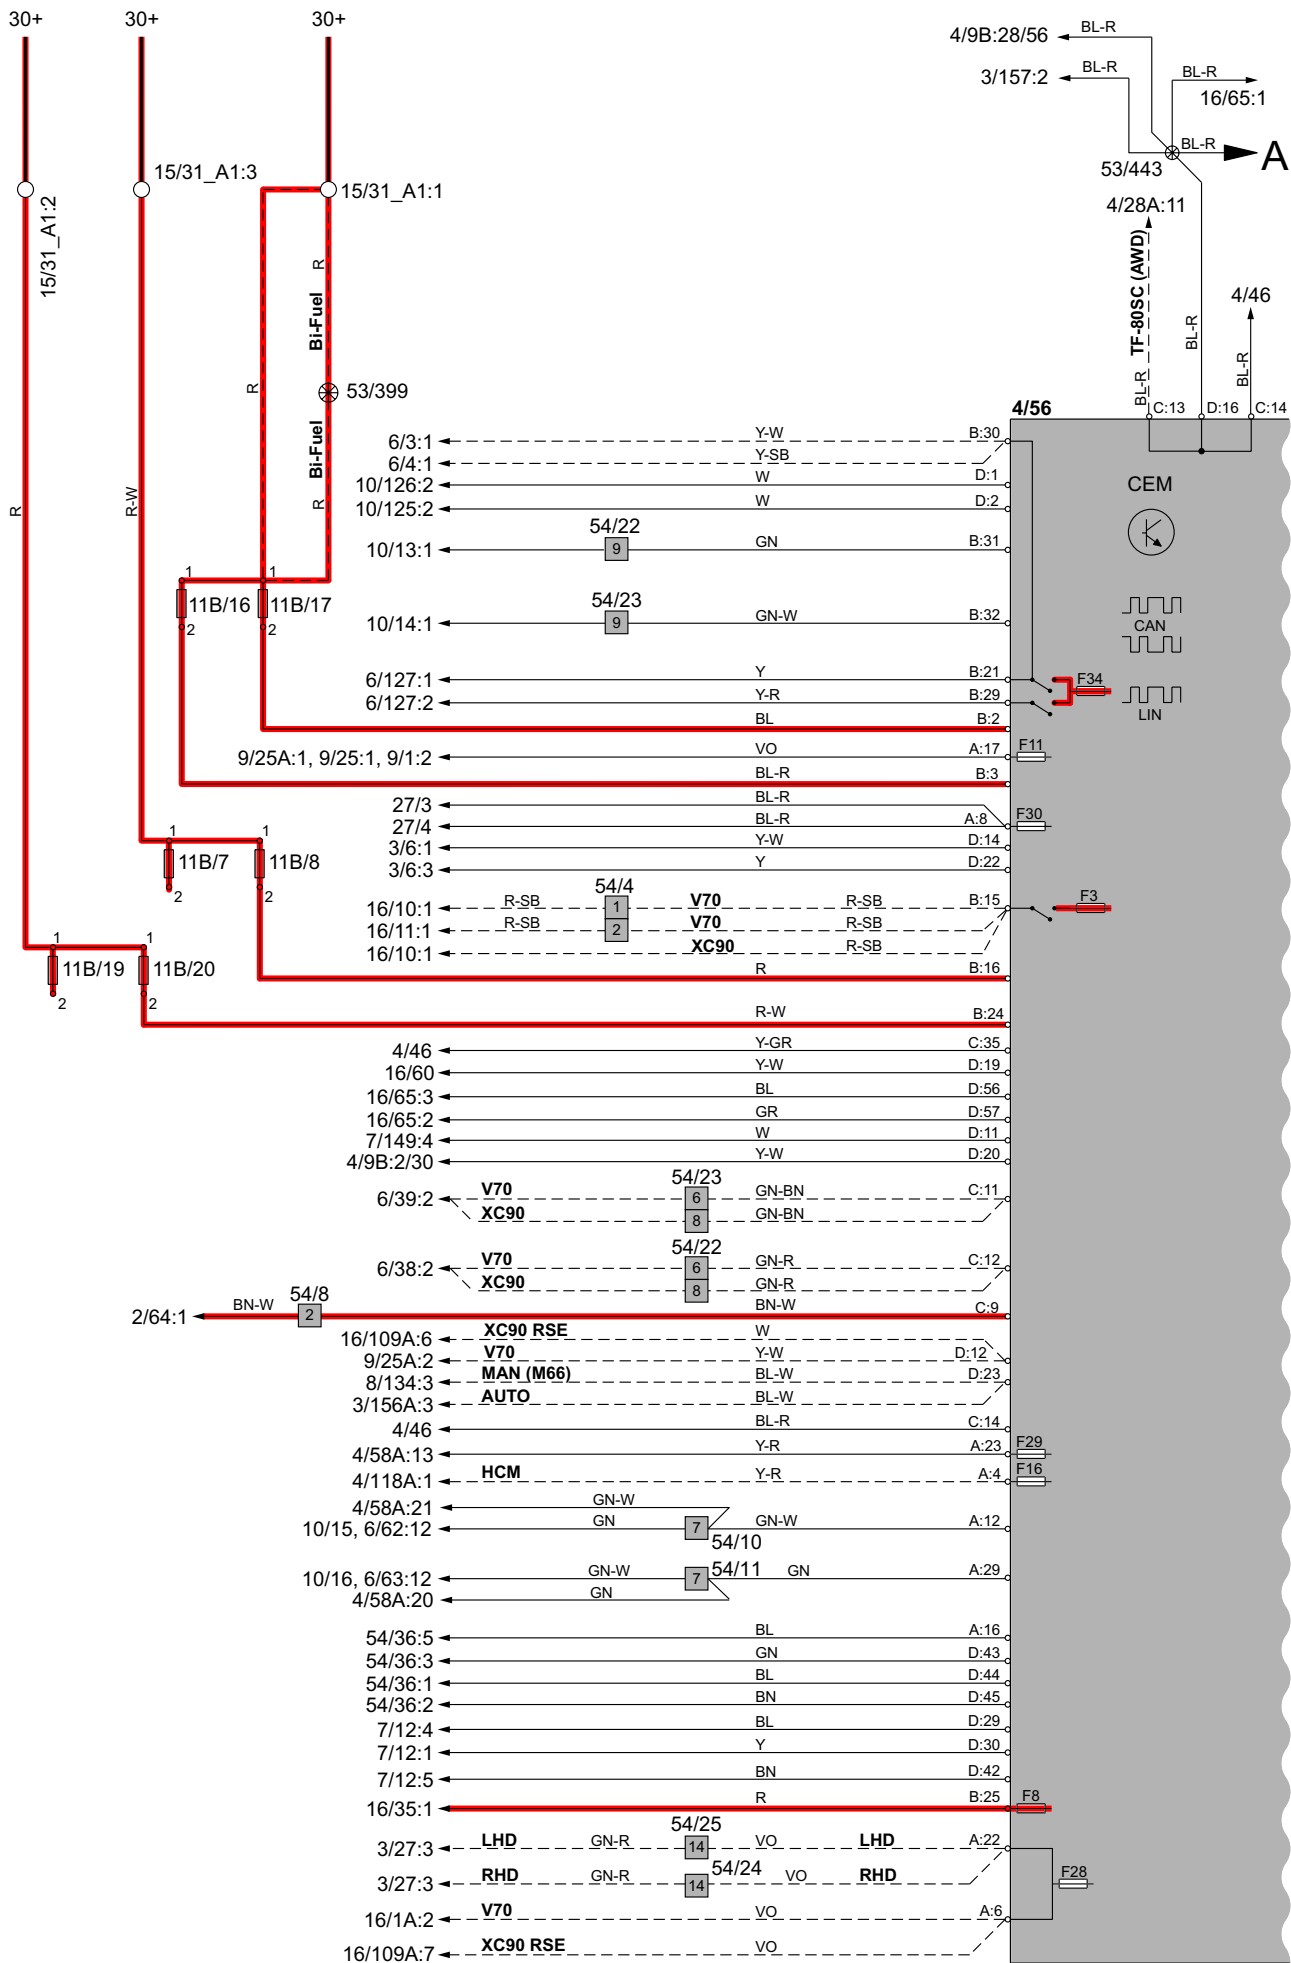 30+ 30+ 30+
4/9B:28/56 BL-R
3/157:2 BL-R BL-R
16/65:1
BL-R A
53/443
15/31_A1:3
15/31_A1:1
15/31_A1:2
4/28A:11
TF-80SC (AWD)
R
Bi-Fuel
4/46
BL-R
BL-R
BL-R
R
53/399
4/56
C:13 D:16 C:14
Bi-Fuel
R
R
R-W
6/3:1 Y-W B:30
6/4:1 Y-SB
10/126:2 W D:1
CEM
10/125:2 W D:2
54/22
10/13:1 9 GN B:31
1 1
11B/16 11B/17
2 2
54/23
10/14:1 9 GN-W B:32
CAN
6/127:1 Y B:21 F34
6/127:2 Y-R B:29
LIN
BL B:2
9/25A:1, 9/25:1, 9/1:2 VO A:17 F11
BL-R B:3
27/3 BL-R
27/4 BL-R A:8 F30
3/6:1 Y-W D:14
1 1
11B/7 11B/8
2 2
3/6:3 Y D:22
54/4
16/10:1 R-SB 1 V70 R-SB B:15 F3
16/11:1 R-SB 2 V70 R-SB
16/10:1 XC90 R-SB
1 1
11B/19 11B/20
2 2
R B:16
R-W B:24
4/46 Y-GR C:35
16/60 Y-W D:19
16/65:3 BL D:56
16/65:2 GR D:57
7/149:4 W D:11
4/9B:2/30 Y-W D:20
54/23
6/39:2 V70 6 GN-BN C:11
XC90 8 GN-BN
54/22
6/38:2 V70 6 GN-R C:12
XC90 8 GN-R
54/8
2/64:1 BN-W 2 BN-W C:9
16/109A:6 XC90 RSE W
9/25A:2 V70 Y-W D:12
8/134:3 MAN (M66) BL-W D:23
3/156A:3 AUTO BL-W
4/46 BL-R C:14
4/58A:13 Y-R A:23 F29
4/118A:1 HCM Y-R A:4 F16
4/58A:21 GN-W
10/15, 6/62:12 GN 7 GN-W A:12
54/10
10/16, 6/63:12 GN-W 7 54/11 GN A:29
4/58A:20 GN
54/36:5 BL A:16
54/36:3 GN D:43
54/36:1 BL D:44
54/36:2 BN D:45
7/12:4 BL D:29
7/12:1 Y D:30
7/12:5 BN D:42
16/35:1 R B:25 F8
54/25
3/27:3 LHD GN-R 14 VO LHD A:22
3/27:3 RHD GN-R 14 54/24 VO RHD F28
16/1A:2 V70 VO A:6
16/109A:7 XC90 RSE VO